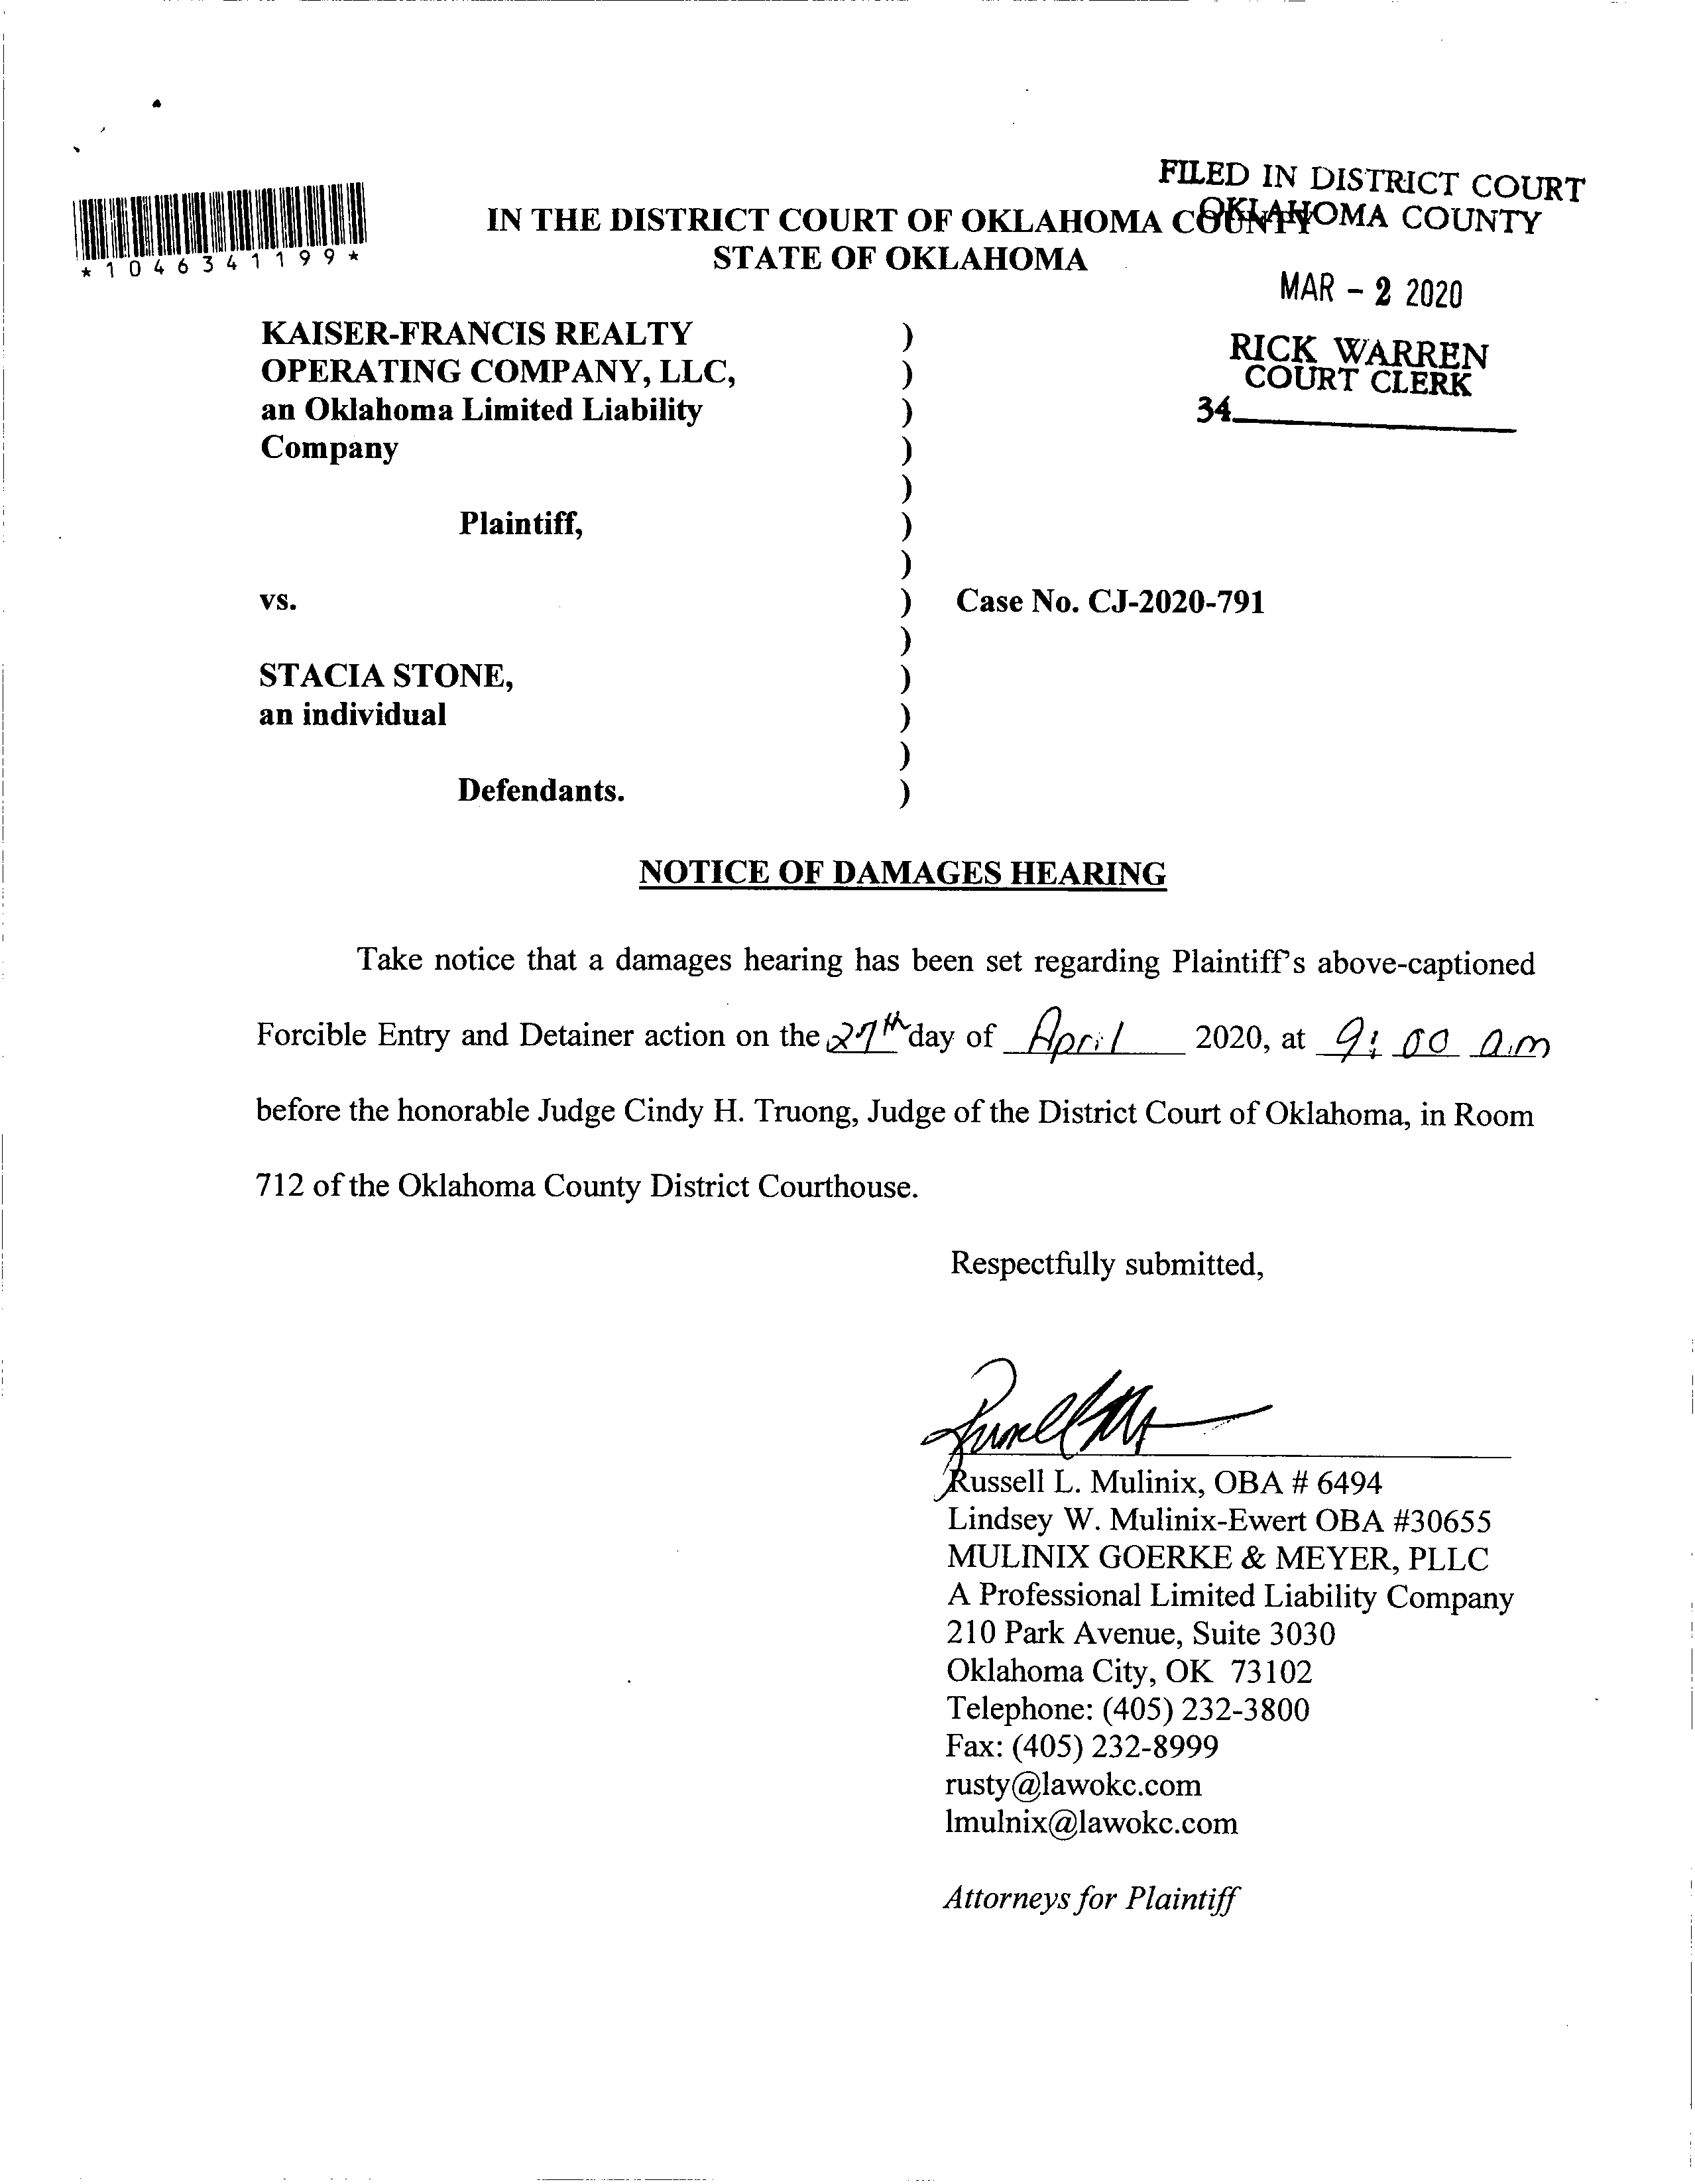 FILED IN DISTRICT COURT
OKLAHOMA COUNTY
IN THE DISTRICT COURT OF OKLAHOMA COUNTY
STATE OF OKLAHOMA
*1046341199*
MAR - 2 2020
RICK WARREN
COURT CLERK
34
KAISER-FRANCIS REALTY )
OPERATING COMPANY, LLC, )
an Oklahoma Limited Liability )
Company )
)
Plaintiff, )
)
vs. ) Case No. CJ-2020-791
)
STACIA STONE, )
an individual )
)
Defendants. )
NOTICE OF DAMAGES HEARING
Take notice that a damages hearing has been set regarding Plaintiff's above-captioned
Forcible Entry and Detainer action on the 27th day of April 2020, at 9:00 a.m
before the honorable Judge Cindy H. Truong, Judge of the District Court of Oklahoma, in Room
712 of the Oklahoma County District Courthouse.
Respectfully submitted,
Russell L. Mulinix, OBA # 6494
Lindsey W. Mulinix-Ewert OBA #30655
MULINIX GOERKE & MEYER, PLLC
A Professional Limited Liability Company
210 Park Avenue, Suite 3030
Oklahoma City, OK 73102
Telephone: (405) 232-3800
Fax: (405) 232-8999
rusty@lawokc.com
lmulnix@lawokc.com
Attorneys for Plaintiff